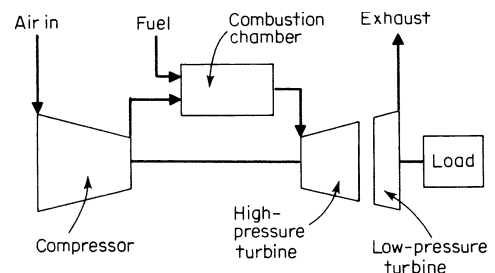 Air in
Fuel
Combustion
chamber
Exhaust
Load
Compressor
High-
pressure
turbine
Low-pressure
turbine